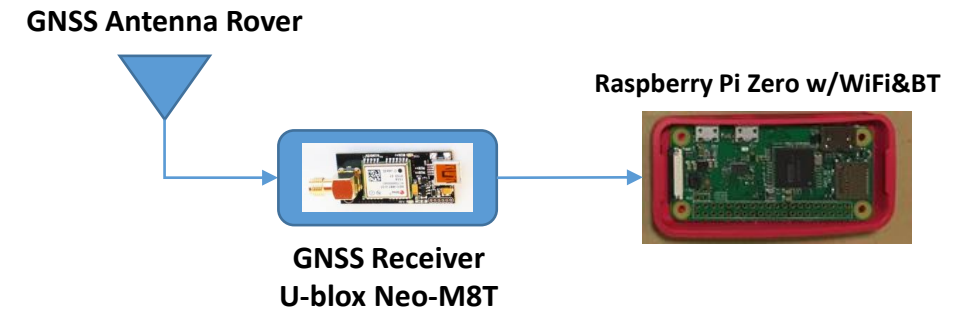 GNSS Antenna Rover
Raspberry Pi Zero w/WiFi&BT
GNSS Receiver
U-blox Neo-M8T